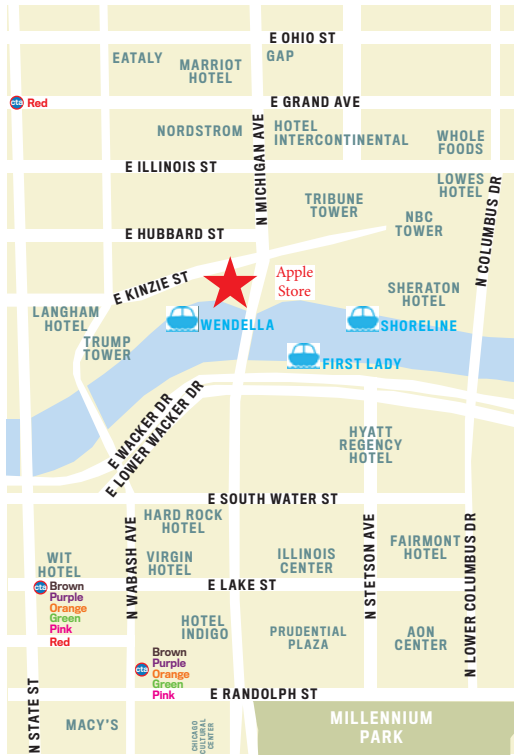 E OHIO ST
EATALY
MARRIOT
HOTEL
GAP
cta Red
E GRAND AVE
NORDSTROM
HOTEL
INTERCONTINENTAL
WHOLE
FOODS
N MICHIGAN AVE
E ILLINOIS ST
LOWES
HOTEL
TRIBUNE
TOWER
NBC
TOWER
N COLUMBUS DR
E HUBBARD ST
E KINZIE ST
Apple
Store
SHERATON
HOTEL
LANGHAM
HOTEL
WENDELLA
SHORELINE
TRUMP
TOWER
FIRST LADY
E WACKER DR
E LOWER WACKER DR
HYATT
REGENCY
HOTEL
E SOUTH WATER ST
HARD ROCK
HOTEL
N WABASH AVE
N STETSON AVE
N LOWER COLUMBUS DR
FAIRMONT
HOTEL
WIT
HOTEL
VIRGIN
HOTEL
ILLINOIS
CENTER
cta Brown
Purple
Orange
Green
Pink
Red
E LAKE ST
HOTEL
INDIGO
PRUDENTIAL
PLAZA
AON
CENTER
cta Brown
Purple
Orange
Green
Pink
E RANDOLPH ST
N STATE ST
MACY'S
CHICAGO
CULTURAL
CENTER
MILLENNIUM
PARK